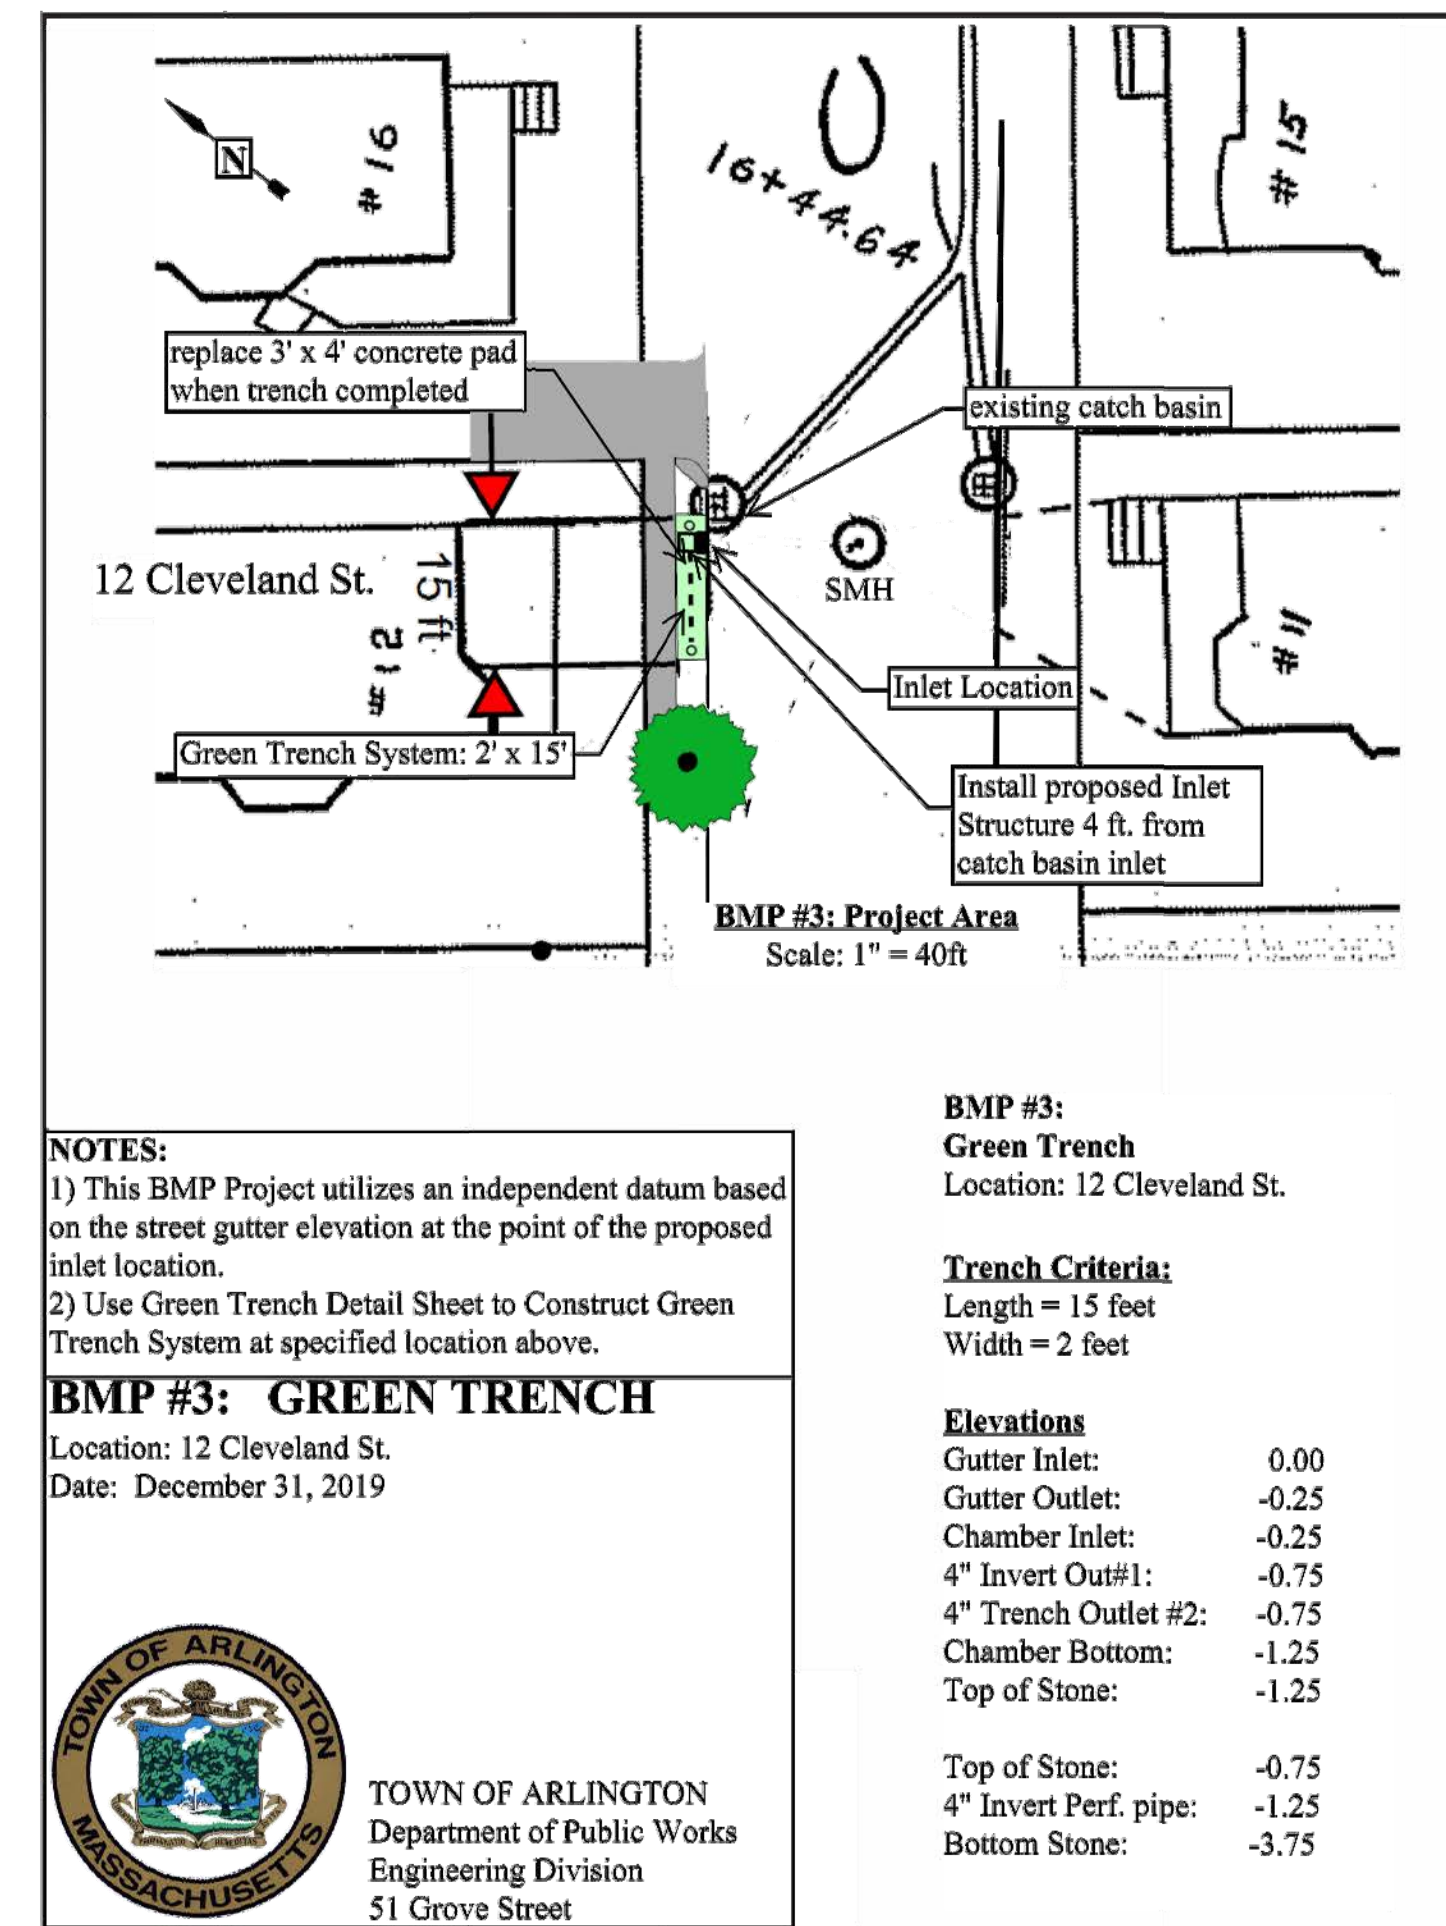 N
# 16
16+44.64
# 15
replace 3' x 4' concrete pad
when trench completed
existing catch basin
12 Cleveland St.
15 ft.
# 12
SMH
# 11
Inlet Location
Green Trench System: 2' x 15'
Install proposed Inlet
Structure 4 ft. from
catch basin inlet
BMP #3: Project Area
Scale: 1" = 40ft
NOTES:
1) This BMP Project utilizes an independent datum based
on the street gutter elevation at the point of the proposed
inlet location.
2) Use Green Trench Detail Sheet to Construct Green
Trench System at specified location above.
BMP #3: GREEN TRENCH
Location: 12 Cleveland St.
Date: December 31, 2019
TOWN OF ARLINGTON
MASSACHUSETTS
TOWN OF ARLINGTON
Department of Public Works
Engineering Division
51 Grove Street
BMP #3:
Green Trench
Location: 12 Cleveland St.
Trench Criteria:
Length = 15 feet
Width = 2 feet
Elevations
Gutter Inlet: 0.00
Gutter Outlet: -0.25
Chamber Inlet: -0.25
4" Invert Out#1: -0.75
4" Trench Outlet #2: -0.75
Chamber Bottom: -1.25
Top of Stone: -1.25
Top of Stone: -0.75
4" Invert Perf. pipe: -1.25
Bottom Stone: -3.75